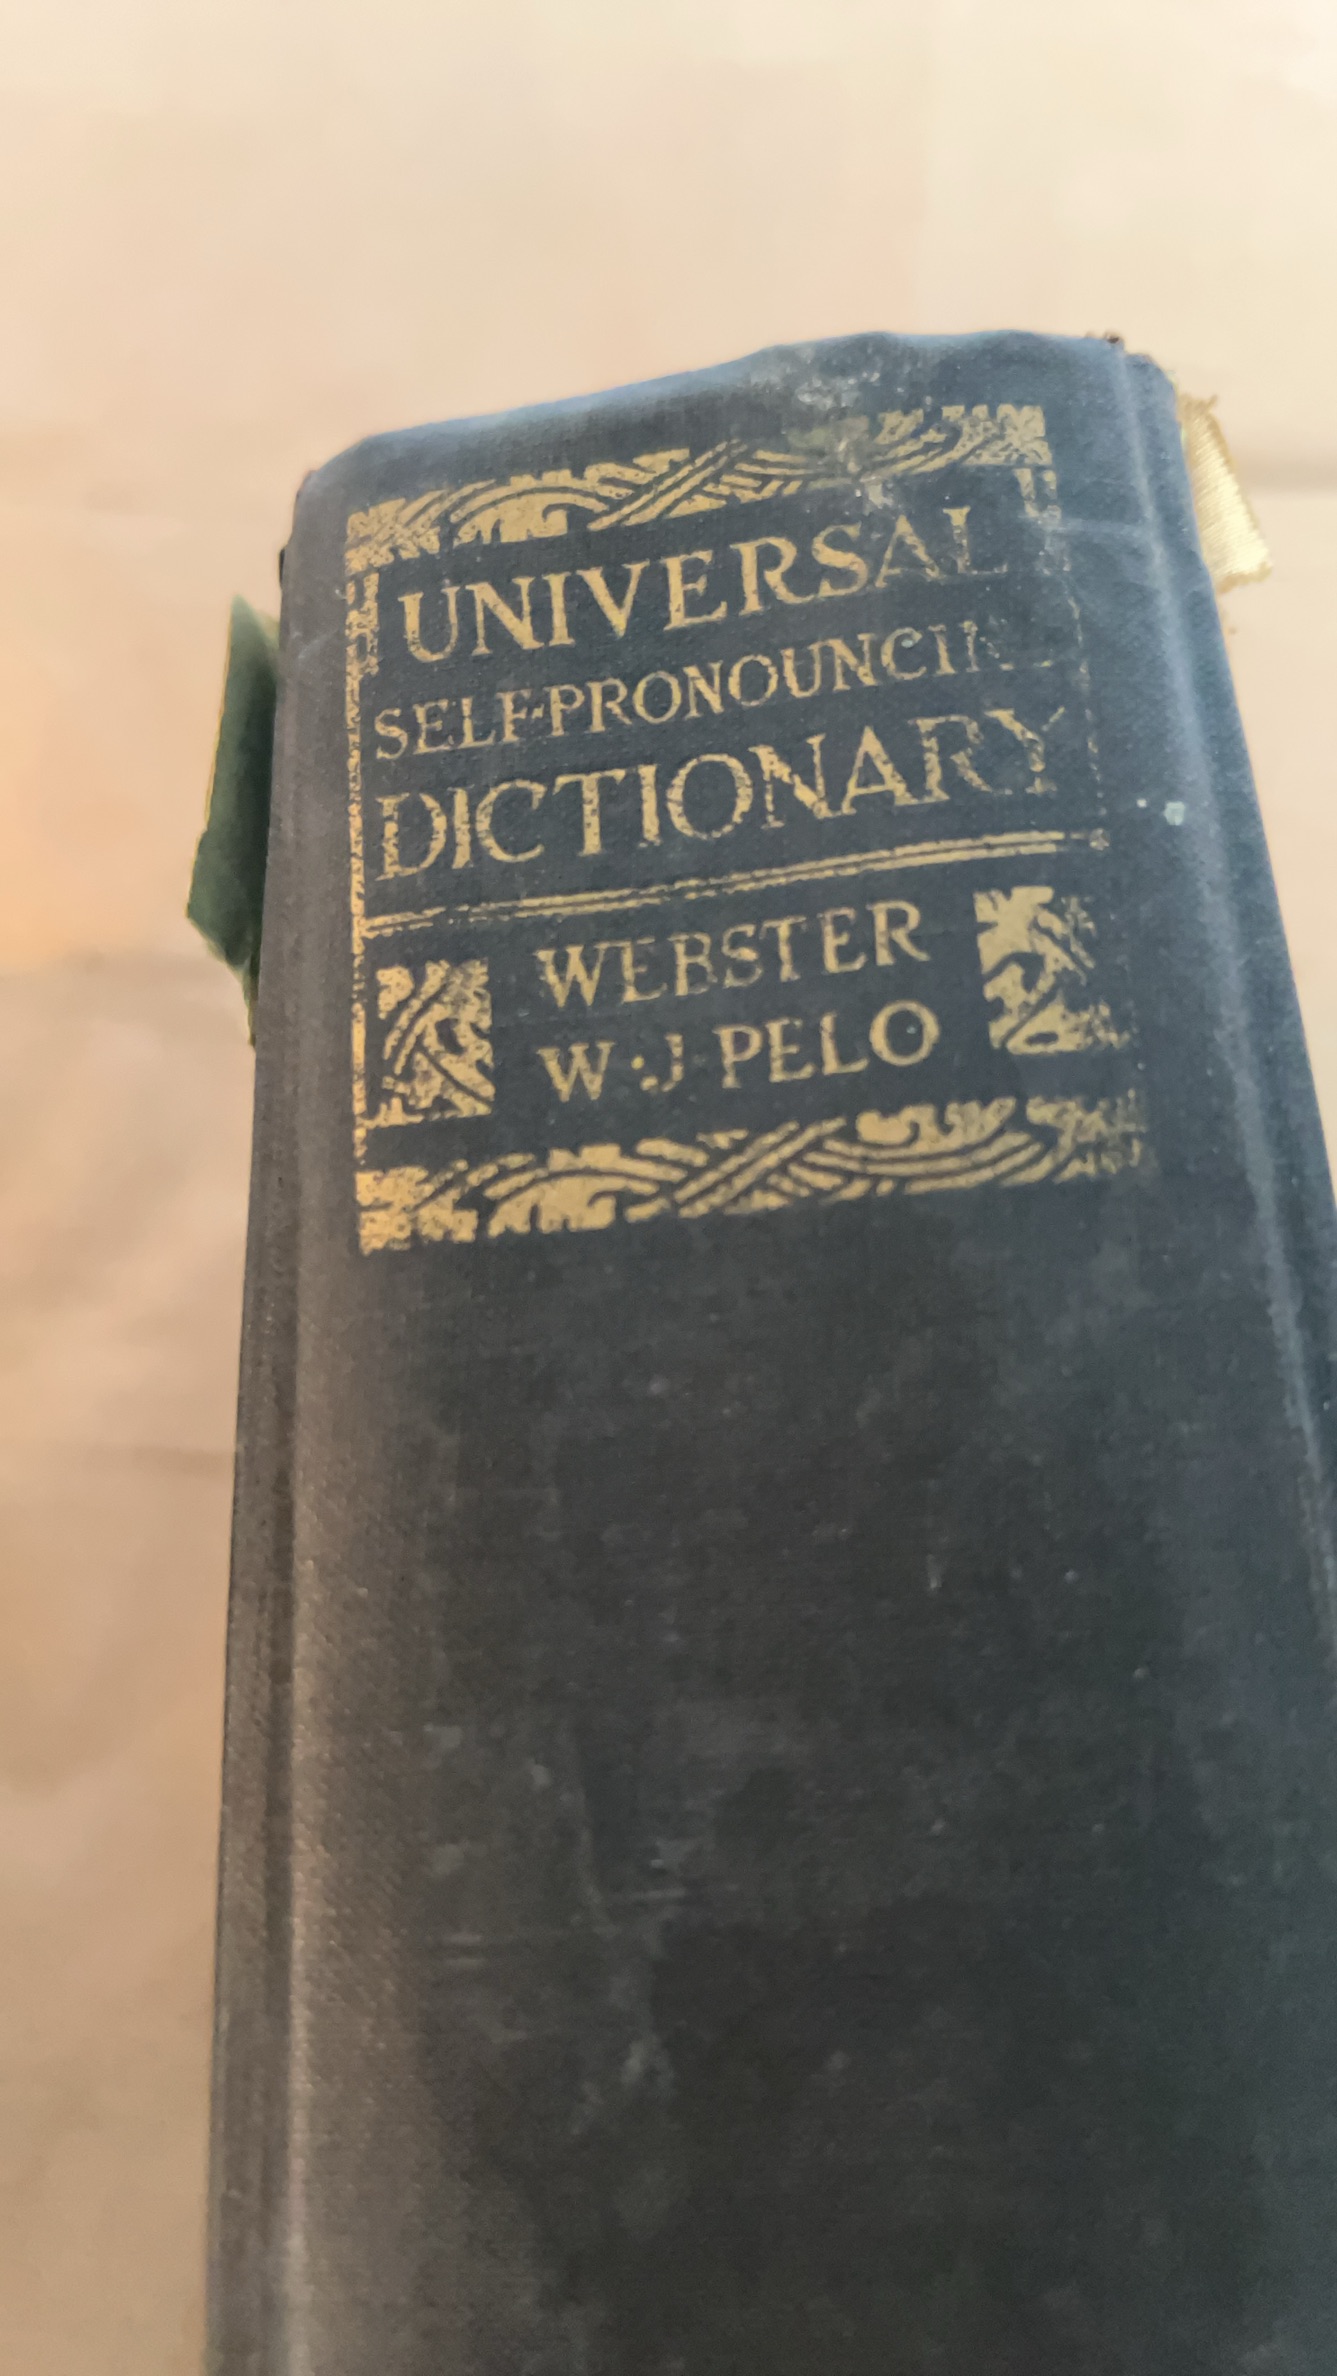 UNIVERSAL
SELF-PRONOUNCING
DICTIONARY
WEBSTER
W·J·PELO